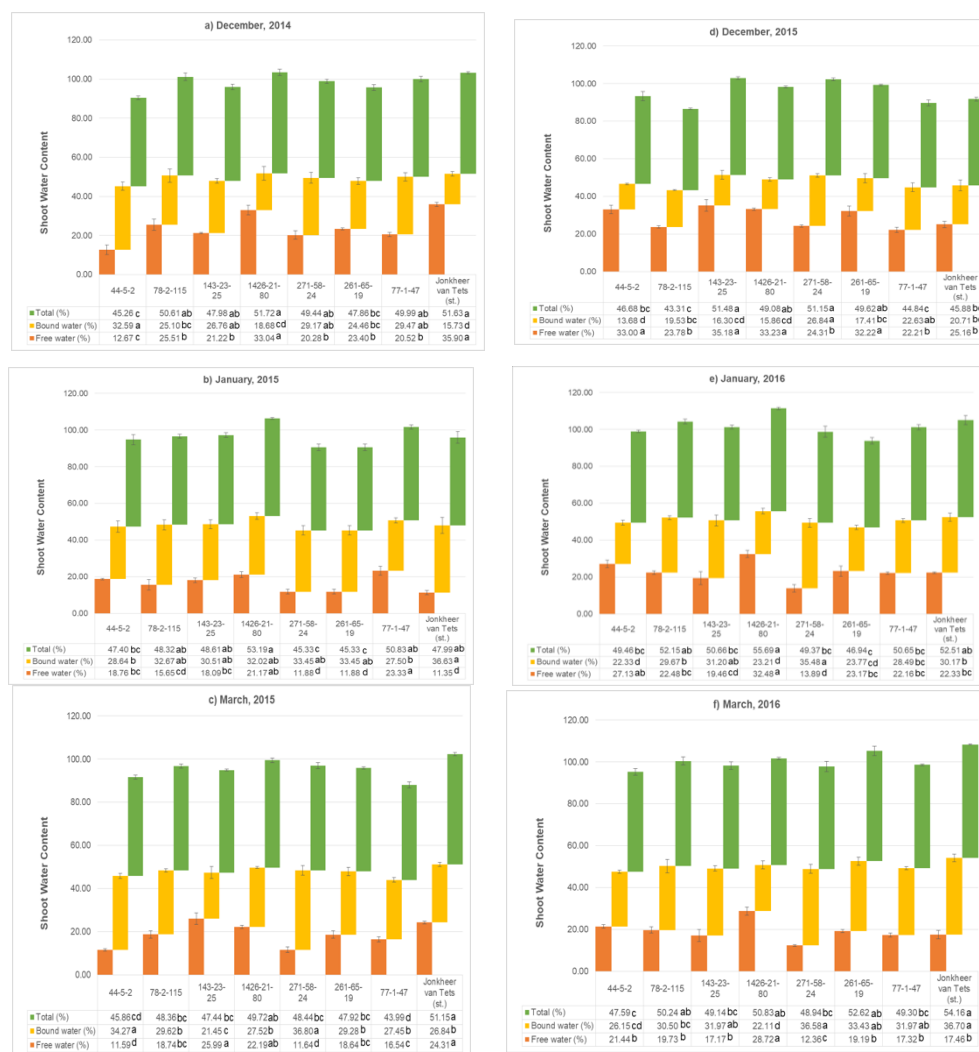 a) December, 2014
120.00
100.00
80.00
60.00
40.00
20.00
0.00
Shoot Water Content
44-5-2 78-2-115 143-23-25 1426-21-80 271-58-24 261-65-19 77-1-47 Jonkheer van Tets (st.)
Total (%) 45.26 c 50.61 ab 47.98 ab 51.72 a 49.44 ab 47.86 bc 49.99 ab 51.63 a
Bound water (%) 32.59 a 25.10 bc 26.76 ab 18.68 cd 29.17 ab 24.46 bc 29.47 ab 15.73 d
Free water (%) 12.67 c 25.51 b 21.22 b 33.04 a 20.28 b 23.40 b 20.52 b 35.90 a
d) December, 2015
120.00
100.00
80.00
60.00
40.00
20.00
0.00
Shoot Water Content
44-5-2 78-2-115 143-23-25 1426-21-80 271-58-24 261-65-19 77-1-47 Jonkheer van Tets (st.)
Total (%) 46.68 bc 43.31 c 51.48 a 49.08 ab 51.15 a 49.62 ab 44.84 c 45.88 bc
Bound water (%) 13.68 d 19.53 bc 16.30 cd 15.86 cd 26.84 a 17.41 bc 22.63 ab 20.71 bc
Free water (%) 33.00 a 23.78 b 35.18 a 33.23 a 24.31 b 32.22 a 22.21 b 25.16 b
b) January, 2015
120.00
100.00
80.00
60.00
40.00
20.00
0.00
Shoot Water Content
44-5-2 78-2-115 143-23-25 1426-21-80 271-58-24 261-65-19 77-1-47 Jonkheer van Tets (st.)
Total (%) 47.40 bc 48.32 ab 48.61 ab 53.19 a 45.33 c 45.33 c 50.83 ab 47.99 ab
Bound water (%) 28.64 b 32.67 ab 30.51 ab 32.02 ab 33.45 ab 33.45 ab 27.50 b 36.63 a
Free water (%) 18.76 bc 15.65 cd 18.09 bc 21.17 ab 11.88 d 11.88 d 23.33 a 11.35 d
e) January, 2016
120.00
100.00
80.00
60.00
40.00
20.00
0.00
Shoot Water Content
44-5-2 78-2-115 143-23-25 1426-21-80 271-58-24 261-65-19 77-1-47 Jonkheer van Tets (st.)
Total (%) 49.46 bc 52.15 ab 50.66 bc 55.69 a 49.37 bc 46.94 c 50.65 bc 52.51 ab
Bound water (%) 22.33 d 29.67 b 31.20 ab 23.21 d 35.48 a 23.77 cd 28.49 bc 30.17 b
Free water (%) 27.13 ab 22.48 bc 19.46 cd 32.48 a 13.89 d 23.17 bc 22.16 bc 22.33 bc
c) March, 2015
120.00
100.00
80.00
60.00
40.00
20.00
0.00
Shoot Water Content
44-5-2 78-2-115 143-23-25 1426-21-80 271-58-24 261-65-19 77-1-47 Jonkheer van Tets (st.)
Total (%) 45.86 cd 48.36 bc 47.44 bc 49.72 ab 48.44 bc 47.92 bc 43.99 d 51.15 a
Bound water (%) 34.27 a 29.62 b 21.45 c 27.52 b 36.80 a 29.28 b 27.45 b 26.84 b
Free water (%) 11.59 d 18.74 bc 25.99 a 22.19 ab 11.64 d 18.64 bc 16.54 c 24.31 a
f) March, 2016
120.00
100.00
80.00
60.00
40.00
20.00
0.00
Shoot Water Content
44-5-2 78-2-115 143-23-25 1426-21-80 271-58-24 261-65-19 77-1-47 Jonkheer van Tets (st.)
Total (%) 47.59 c 50.24 ab 49.14 bc 50.83 ab 48.94 bc 52.62 ab 49.30 bc 54.16 a
Bound water (%) 26.15 cd 30.50 bc 31.97 ab 22.11 d 36.58 a 33.43 ab 31.97 ab 36.70 a
Free water (%) 21.44 b 19.73 b 17.17 b 28.72 a 12.36 c 19.19 b 17.32 b 17.46 b